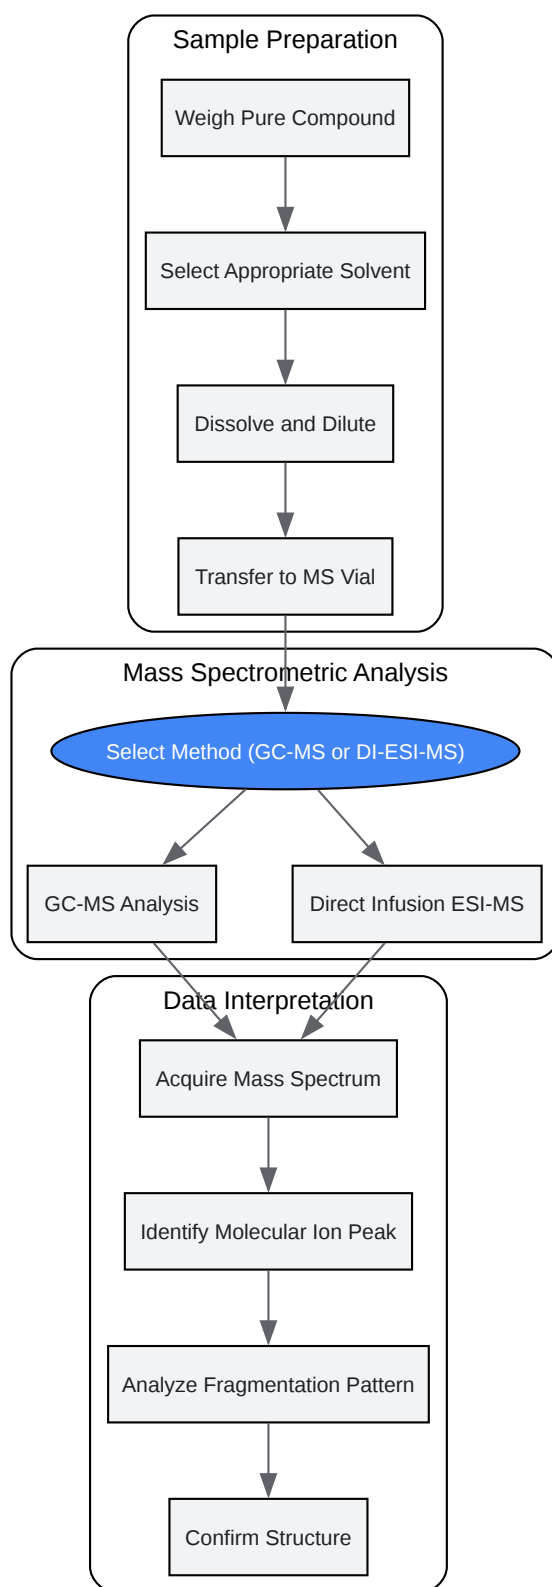 Sample Preparation
Weigh Pure Compound
Select Appropriate Solvent
Dissolve and Dilute
Transfer to MS Vial
Mass Spectrometric Analysis
Select Method (GC-MS or DI-ESI-MS)
GC-MS Analysis
Direct Infusion ESI-MS
Data Interpretation
Acquire Mass Spectrum
Identify Molecular Ion Peak
Analyze Fragmentation Pattern
Confirm Structure